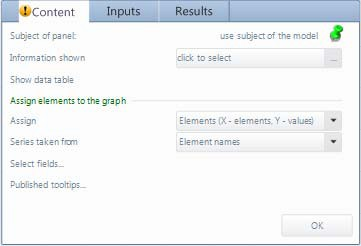 Content Inputs Results
Subject of panel: use subject of the model
Information shown click to select ...
Show data table
Assign elements to the graph
Assign Elements (X - elements, Y - values)
Series taken from Element names
Select fields...
Published tooltips...
OK